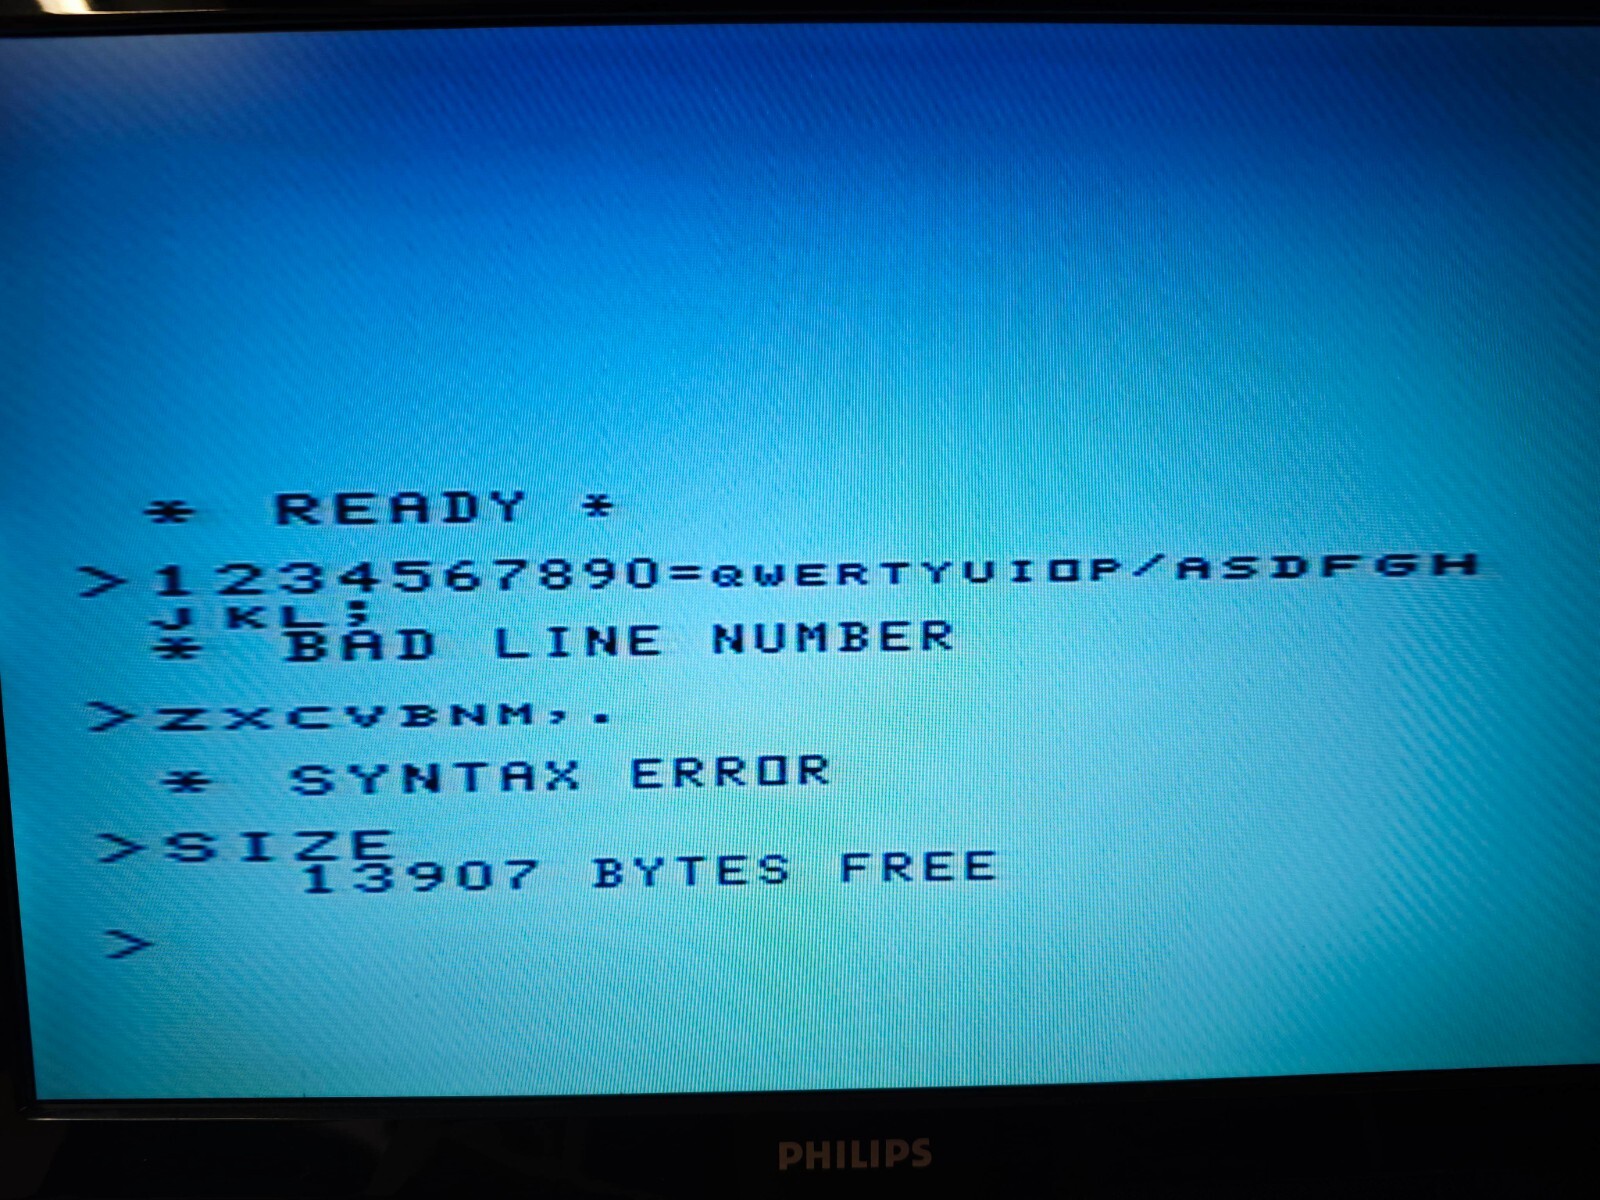 * READY *
>1234567890=QWERTYUIOP/ASDFGH
JKL;
* BAD LINE NUMBER
>ZXCVBNM,.
* SYNTAX ERROR
>SIZE
13907 BYTES FREE
>
PHILIPS